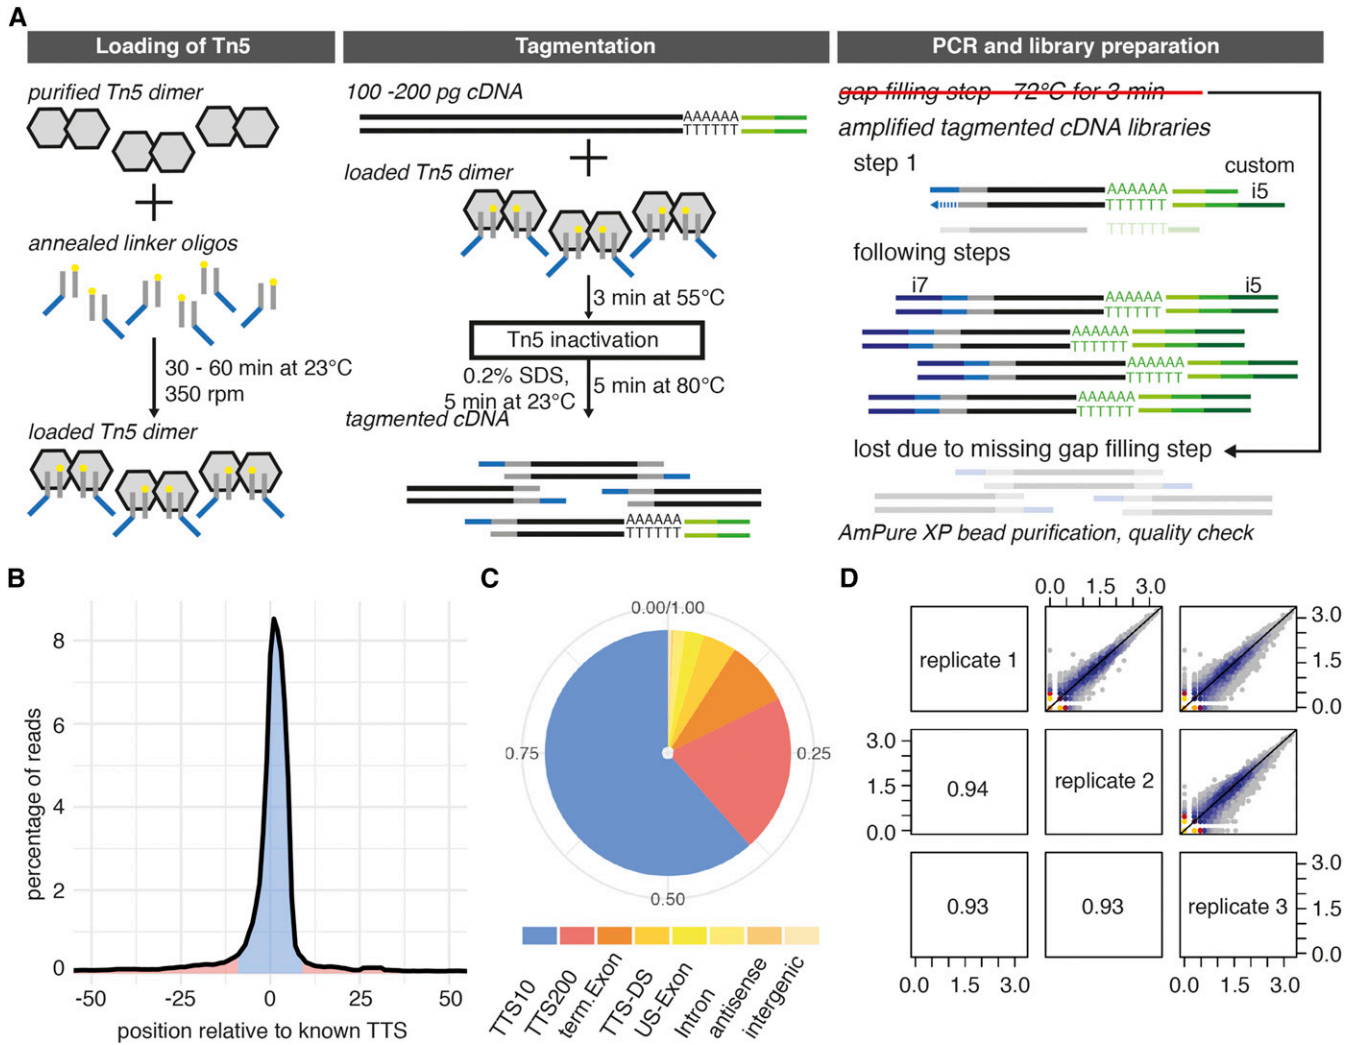 A
Loading of Tn5
purified Tn5 dimer
annealed linker oligos
30 - 60 min at 23°C
350 rpm
loaded Tn5 dimer
Tagmentation
100 -200 pg cDNA
AAAAAA
TTTTTT
loaded Tn5 dimer
3 min at 55°C
Tn5 inactivation
0.2% SDS,
5 min at 23°C
5 min at 80°C
tagmented cDNA
AAAAAA
TTTTTT
PCR and library preparation
gap filling step 72°C for 3 min
amplified tagmented cDNA libraries
step 1
custom
i5
AAAAAA
TTTTTT
TTTTTT
following steps
i7
i5
AAAAAA
TTTTTT
AAAAAA
TTTTTT
AAAAAA
TTTTTT
AAAAAA
TTTTTT
lost due to missing gap filling step
AmPure XP bead purification, quality check
B
percentage of reads
8
6
4
2
0
-50 -25 0 25 50
position relative to known TTS
C
0.00/1.00
0.75
0.25
0.50
TTS10
TTS200
term.Exon
TTS-DS
US-Exon
Intron
antisense
intergenic
D
0.0 1.5 3.0
replicate 1
3.0
1.5
0.0
3.0
1.5
0.0
0.94
replicate 2
0.93
0.93
replicate 3
3.0
1.5
0.0
0.0 1.5 3.0
0.0 1.5 3.0